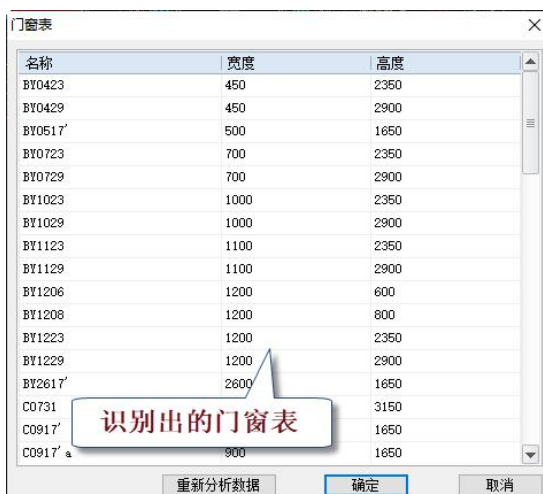 门窗表
名称 宽度 高度
BY0423 450 2350
BY0429 450 2900
BY0517' 500 1650
BY0723 700 2350
BY0729 700 2900
BY1023 1000 2350
BY1029 1000 2900
BY1123 1100 2350
BY1129 1100 2900
BY1206 1200 600
BY1208 1200 800
BY1223 1200 2350
BY1229 1200 2900
BY2617' 2600 1650
C0731 3150
C0917' 1650
C0917' a 900 1650
识别出的门窗表
重新分析数据 确定 取消